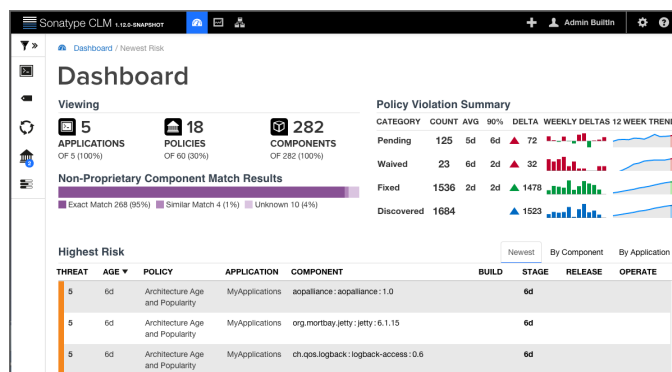 Sonatype CLM 1.12.0-SNAPSHOT
Admin BuiltIn
Dashboard / Newest Risk
Dashboard
Viewing
5
APPLICATIONS
OF 5 (100%)
18
POLICIES
OF 60 (30%)
282
COMPONENTS
OF 282 (100%)
Non-Proprietary Component Match Results
Exact Match 268 (95%) Similar Match 4 (1%) Unknown 10 (4%)
Policy Violation Summary
CATEGORY COUNT AVG 90% DELTA WEEKLY DELTAS 12 WEEK TREND
Pending 125 5d 6d 72
Waived 23 6d 2d 32
Fixed 1536 2d 2d 1478
Discovered 1684 1523
Highest Risk
Newest By Component By Application
THREAT AGE ▼ POLICY APPLICATION COMPONENT BUILD STAGE RELEASE OPERATE
5 6d Architecture Age MyApplications aopalliance : aopalliance : 1.0 6d
and Popularity
5 6d Architecture Age MyApplications org.mortbay.jetty : jetty : 6.1.15 6d
and Popularity
5 6d Architecture Age MyApplications ch.qos.logback : logback-access : 0.6 6d
and Popularity
2